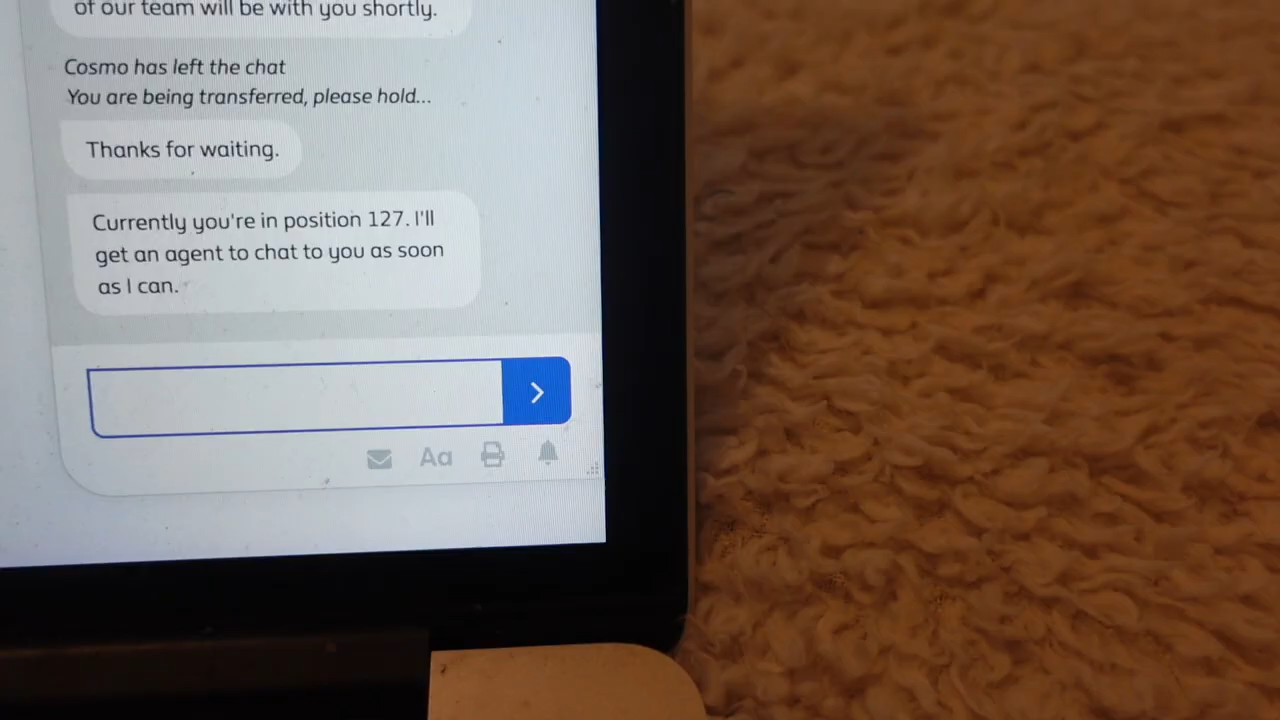 of our team will be with you shortly.
Cosmo has left the chat
You are being transferred, please hold...
Thanks for waiting.
Currently you're in position 127. I'll
get an agent to chat to you as soon
as I can.
Aa